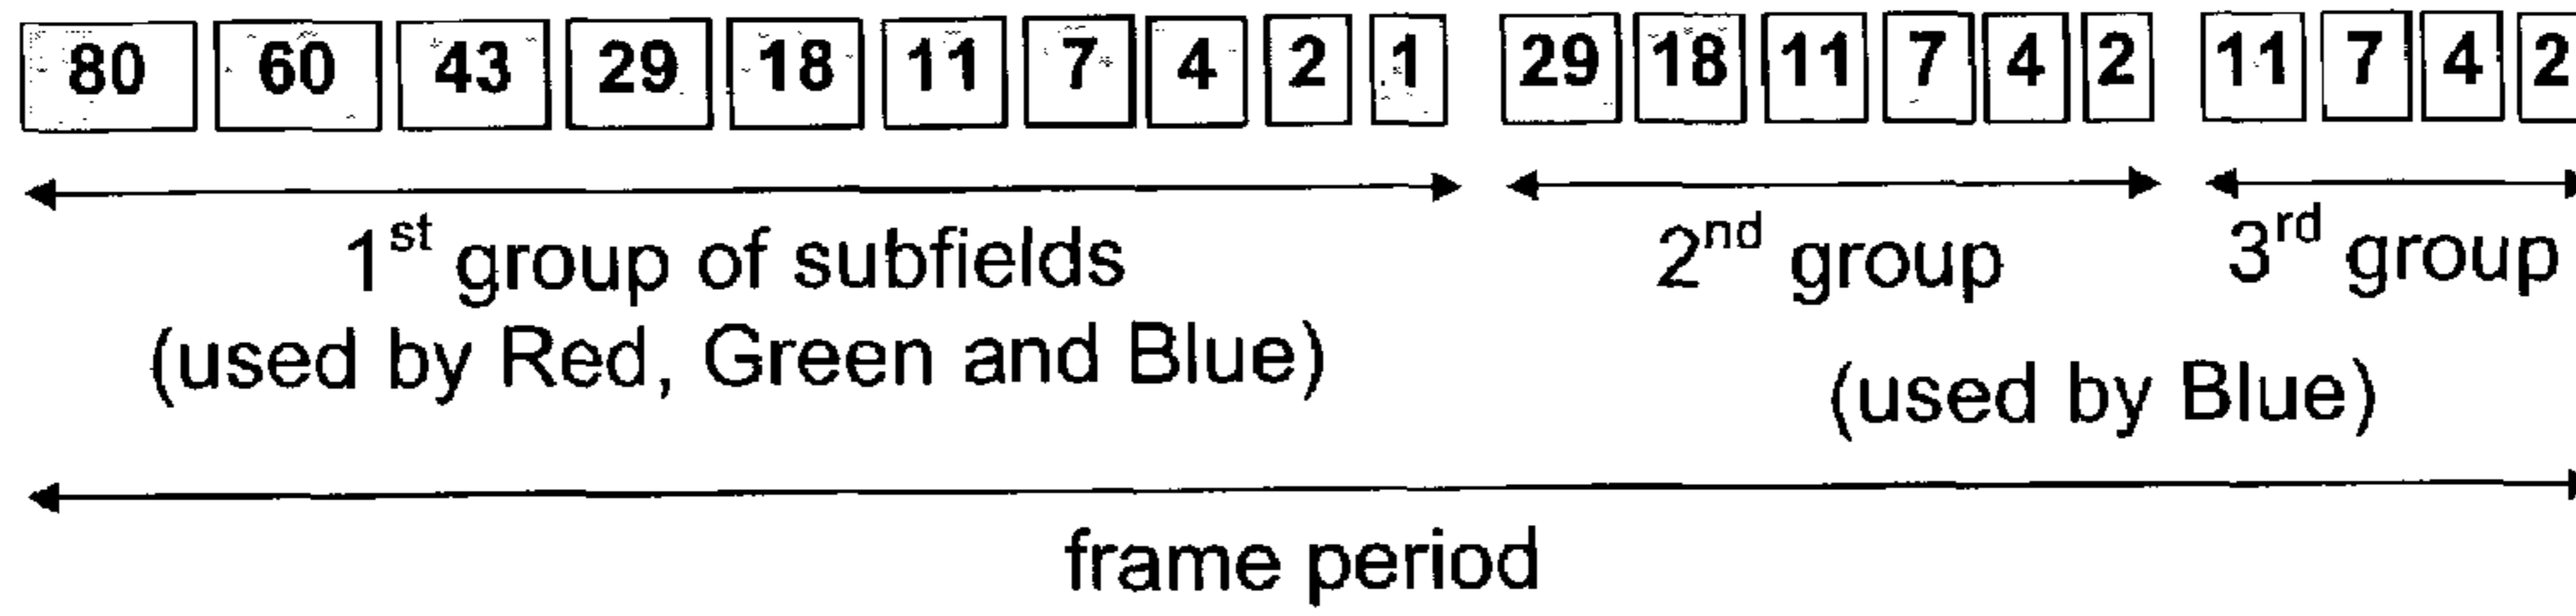 80 60 43 29 18 11 7 4 2 1 29 18 11 7 4 2 11 7 4 2
1st group of subfields 2nd group 3rd group
(used by Red, Green and Blue) (used by Blue)
frame period